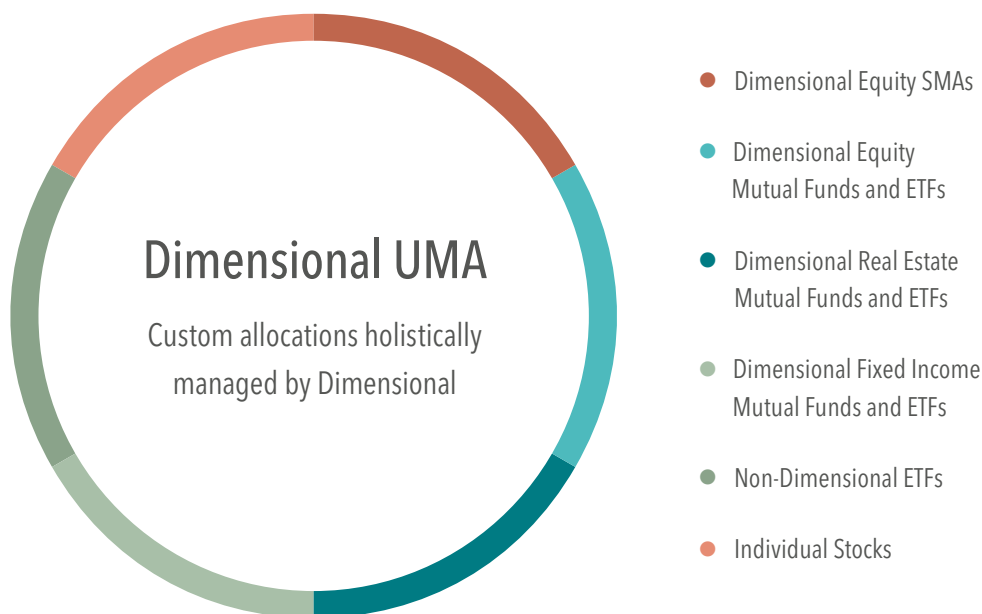 Dimensional UMA
Custom allocations holistically
managed by Dimensional
Dimensional Equity SMAs
Dimensional Equity
Mutual Funds and ETFs
Dimensional Real Estate
Mutual Funds and ETFs
Dimensional Fixed Income
Mutual Funds and ETFs
Non-Dimensional ETFs
Individual Stocks